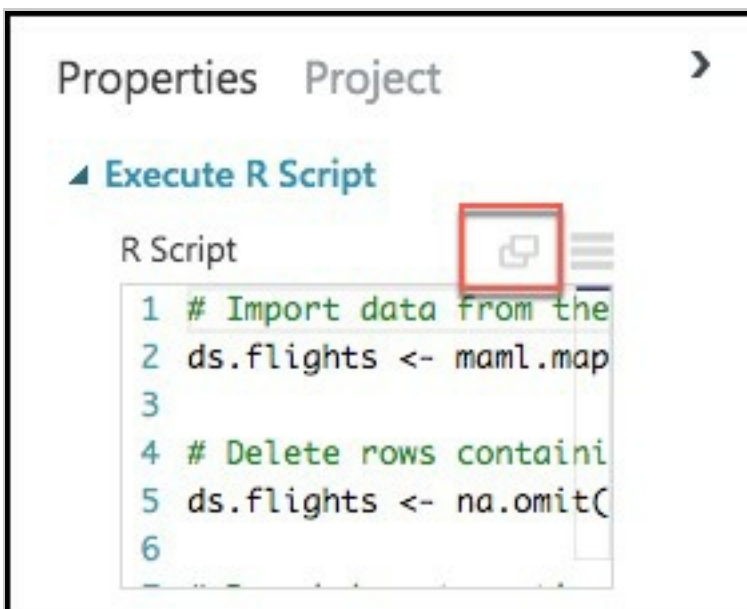 Properties Project
Execute R Script
R Script
1 # Import data from the
2 ds.flights <- maml.map
3
4 # Delete rows containi
5 ds.flights <- na.omit(
6